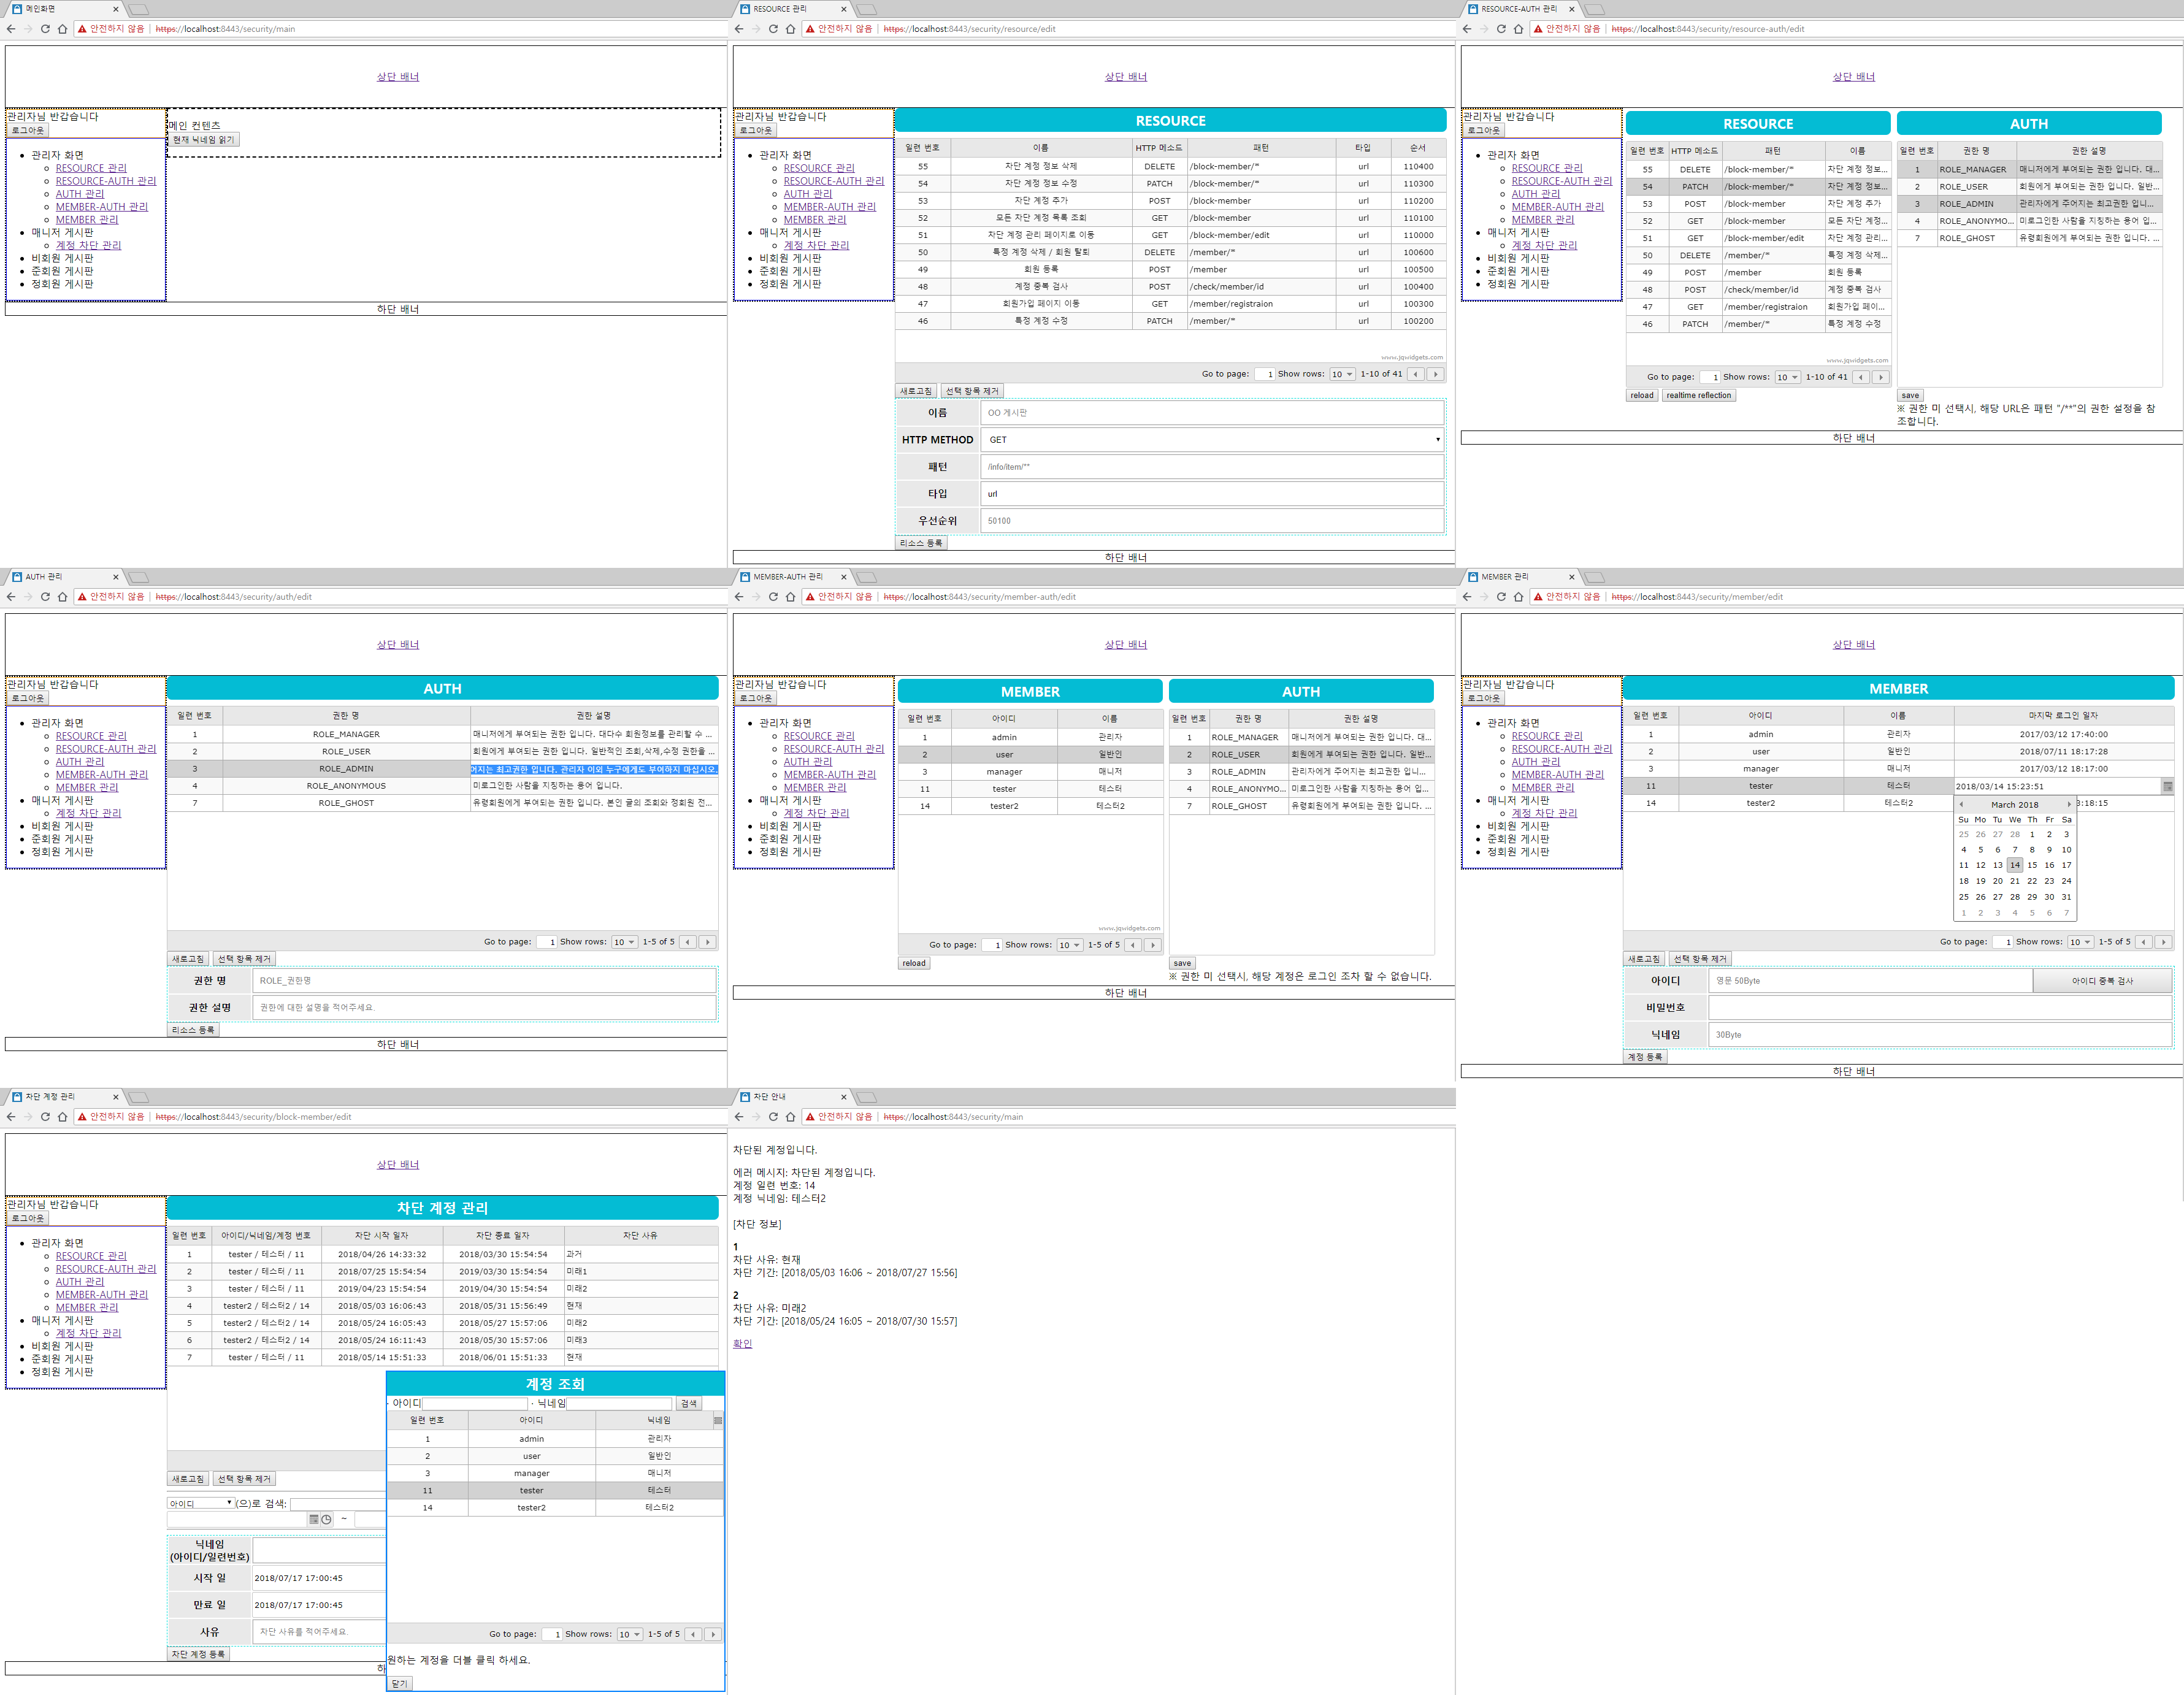 메인화면
안전하지 않음 | https://localhost:8443/security/main
상단 배너
관리자님 반갑습니다
로그아웃
관리자 화면
RESOURCE 관리
RESOURCE-AUTH 관리
AUTH 관리
MEMBER-AUTH 관리
MEMBER 관리
매니저 게시판
계정 차단 관리
비회원 게시판
준회원 게시판
정회원 게시판
메인 컨텐츠
현재 닉네임 읽기
하단 배너
RESOURCE 관리
안전하지 않음 | https://localhost:8443/security/resource/edit
상단 배너
관리자님 반갑습니다
로그아웃
관리자 화면
RESOURCE 관리
RESOURCE-AUTH 관리
AUTH 관리
MEMBER-AUTH 관리
MEMBER 관리
매니저 게시판
계정 차단 관리
비회원 게시판
준회원 게시판
정회원 게시판
RESOURCE
일련 번호 이름 HTTP 메소드 패턴 타입 순서
55 차단 계정 정보 삭제 DELETE /block-member/* url 110400
54 차단 계정 정보 수정 PATCH /block-member/* url 110300
53 차단 계정 추가 POST /block-member url 110200
52 모든 차단 계정 목록 조회 GET /block-member url 110100
51 차단 계정 관리 페이지로 이동 GET /block-member/edit url 110000
50 특정 계정 삭제 / 회원 탈퇴 DELETE /member/* url 100600
49 회원 등록 POST /member url 100500
48 계정 중복 검사 POST /check/member/id url 100400
47 회원가입 페이지 이동 GET /member/registraion url 100300
46 특정 계정 수정 PATCH /member/* url 100200
www.jqwidgets.com
Go to page: 1 Show rows: 10 1-10 of 41
새로고침 선택 항목 제거
이름 OO 게시판
HTTP METHOD GET
패턴 /info/item/**
타입 url
우선순위 50100
리소스 등록
하단 배너
RESOURCE-AUTH 관리
안전하지 않음 | https://localhost:8443/security/resource-auth/edit
상단 배너
관리자님 반갑습니다
로그아웃
관리자 화면
RESOURCE 관리
RESOURCE-AUTH 관리
AUTH 관리
MEMBER-AUTH 관리
MEMBER 관리
매니저 게시판
계정 차단 관리
비회원 게시판
준회원 게시판
정회원 게시판
RESOURCE
일련 번호 HTTP 메소드 패턴 이름
55 DELETE /block-member/* 차단 계정 정보...
54 PATCH /block-member/* 차단 계정 정보...
53 POST /block-member 차단 계정 추가
52 GET /block-member 모든 차단 계정...
51 GET /block-member/edit 차단 계정 관리...
50 DELETE /member/* 특정 계정 삭제...
49 POST /member 회원 등록
48 POST /check/member/id 계정 중복 검사
47 GET /member/registraion 회원가입 페이...
46 PATCH /member/* 특정 계정 수정
www.jqwidgets.com
Go to page: 1 Show rows: 10 1-10 of 41
reload realtime reflection
AUTH
일련 번호 권한 명 권한 설명
1 ROLE_MANAGER 매니저에게 부여되는 권한 입니다. 대...
2 ROLE_USER 회원에게 부여되는 권한 입니다. 일반...
3 ROLE_ADMIN 관리자에게 주어지는 최고권한 입니...
4 ROLE_ANONYMO... 미로그인한 사람을 지칭하는 용어 입...
7 ROLE_GHOST 유령회원에게 부여되는 권한 입니다. ...
save
※ 권한 미 선택시, 해당 URL은 패턴 "/**"의 권한 설정을 참
조합니다.
하단 배너
AUTH 관리
안전하지 않음 | https://localhost:8443/security/auth/edit
상단 배너
관리자님 반갑습니다
로그아웃
관리자 화면
RESOURCE 관리
RESOURCE-AUTH 관리
AUTH 관리
MEMBER-AUTH 관리
MEMBER 관리
매니저 게시판
계정 차단 관리
비회원 게시판
준회원 게시판
정회원 게시판
AUTH
일련 번호 권한 명 권한 설명
1 ROLE_MANAGER 매니저에게 부여되는 권한 입니다. 대다수 회원정보를 관리할 수 ...
2 ROLE_USER 회원에게 부여되는 권한 입니다. 일반적인 조회,삭제,수정 권한을 ...
3 ROLE_ADMIN 어지는 최고권한 입니다. 관리자 이외 누구에게도 부여하지 마십시오.
4 ROLE_ANONYMOUS 미로그인한 사람을 지칭하는 용어 입니다.
7 ROLE_GHOST 유령회원에게 부여되는 권한 입니다. 본인 글의 조회와 정회원 전...
Go to page: 1 Show rows: 10 1-5 of 5
새로고침 선택 항목 제거
권한 명 ROLE_권한명
권한 설명 권한에 대한 설명을 적어주세요.
리소스 등록
하단 배너
MEMBER-AUTH 관리
안전하지 않음 | https://localhost:8443/security/member-auth/edit
상단 배너
관리자님 반갑습니다
로그아웃
관리자 화면
RESOURCE 관리
RESOURCE-AUTH 관리
AUTH 관리
MEMBER-AUTH 관리
MEMBER 관리
매니저 게시판
계정 차단 관리
비회원 게시판
준회원 게시판
정회원 게시판
MEMBER
일련 번호 아이디 이름
1 admin 관리자
2 user 일반인
3 manager 매니저
11 tester 테스터
14 tester2 테스터2
www.jqwidgets.com
Go to page: 1 Show rows: 10 1-5 of 5
reload
AUTH
일련 번호 권한 명 권한 설명
1 ROLE_MANAGER 매니저에게 부여되는 권한 입니다. 대...
2 ROLE_USER 회원에게 부여되는 권한 입니다. 일반...
3 ROLE_ADMIN 관리자에게 주어지는 최고권한 입니...
4 ROLE_ANONYMO... 미로그인한 사람을 지칭하는 용어 입...
7 ROLE_GHOST 유령회원에게 부여되는 권한 입니다. ...
save
※ 권한 미 선택시, 해당 계정은 로그인 조차 할 수 없습니다.
하단 배너
MEMBER 관리
안전하지 않음 | https://localhost:8443/security/member/edit
상단 배너
관리자님 반갑습니다
로그아웃
관리자 화면
RESOURCE 관리
RESOURCE-AUTH 관리
AUTH 관리
MEMBER-AUTH 관리
MEMBER 관리
매니저 게시판
계정 차단 관리
비회원 게시판
준회원 게시판
정회원 게시판
MEMBER
일련 번호 아이디 이름 마지막 로그인 일자
1 admin 관리자 2017/03/12 17:40:00
2 user 일반인 2018/07/11 18:17:28
3 manager 매니저 2017/03/12 18:17:00
11 tester 테스터 2018/03/14 15:23:51
14 tester2 테스터2 3:18:15
March 2018
Su Mo Tu We Th Fr Sa
25 26 27 28 1 2 3
4 5 6 7 8 9 10
11 12 13 14 15 16 17
18 19 20 21 22 23 24
25 26 27 28 29 30 31
1 2 3 4 5 6 7
Go to page: 1 Show rows: 10 1-5 of 5
새로고침 선택 항목 제거
아이디 영문 50Byte 아이디 중복 검사
비밀번호
닉네임 30Byte
계정 등록
하단 배너
차단 계정 관리
안전하지 않음 | https://localhost:8443/security/block-member/edit
상단 배너
관리자님 반갑습니다
로그아웃
관리자 화면
RESOURCE 관리
RESOURCE-AUTH 관리
AUTH 관리
MEMBER-AUTH 관리
MEMBER 관리
매니저 게시판
계정 차단 관리
비회원 게시판
준회원 게시판
정회원 게시판
차단 계정 관리
일련 번호 아이디/닉네임/계정 번호 차단 시작 일자 차단 종료 일자 차단 사유
1 tester / 테스터 / 11 2018/04/26 14:33:32 2018/03/30 15:54:54 과거
2 tester / 테스터 / 11 2018/07/25 15:54:54 2019/03/30 15:54:54 미래1
3 tester / 테스터 / 11 2019/04/23 15:54:54 2019/04/30 15:54:54 미래2
4 tester2 / 테스터2 / 14 2018/05/03 16:06:43 2018/05/31 15:56:49 현재
5 tester2 / 테스터2 / 14 2018/05/24 16:05:43 2018/05/27 15:57:06 미래2
6 tester2 / 테스터2 / 14 2018/05/24 16:11:43 2018/05/30 15:57:06 미래3
7 tester / 테스터 / 11 2018/05/14 15:51:33 2018/06/01 15:51:33 현재
새로고침 선택 항목 제거
아이디 (으)로 검색:
~
닉네임
(아이디/일련번호)
시작 일 2018/07/17 17:00:45
만료 일 2018/07/17 17:00:45
사유 차단 사유를 적어주세요.
차단 계정 등록
하
계정 조회
· 아이디 · 닉네임 검색
일련 번호 아이디 닉네임
1 admin 관리자
2 user 일반인
3 manager 매니저
11 tester 테스터
14 tester2 테스터2
Go to page: 1 Show rows: 10 1-5 of 5
원하는 계정을 더블 클릭 하세요.
닫기
차단 안내
안전하지 않음 | https://localhost:8443/security/main
차단된 계정입니다.
에러 메시지: 차단된 계정입니다.
계정 일련 번호: 14
계정 닉네임: 테스터2
[차단 정보]
1
차단 사유: 현재
차단 기간: [2018/05/03 16:06 ~ 2018/07/27 15:56]
2
차단 사유: 미래2
차단 기간: [2018/05/24 16:05 ~ 2018/07/30 15:57]
확인